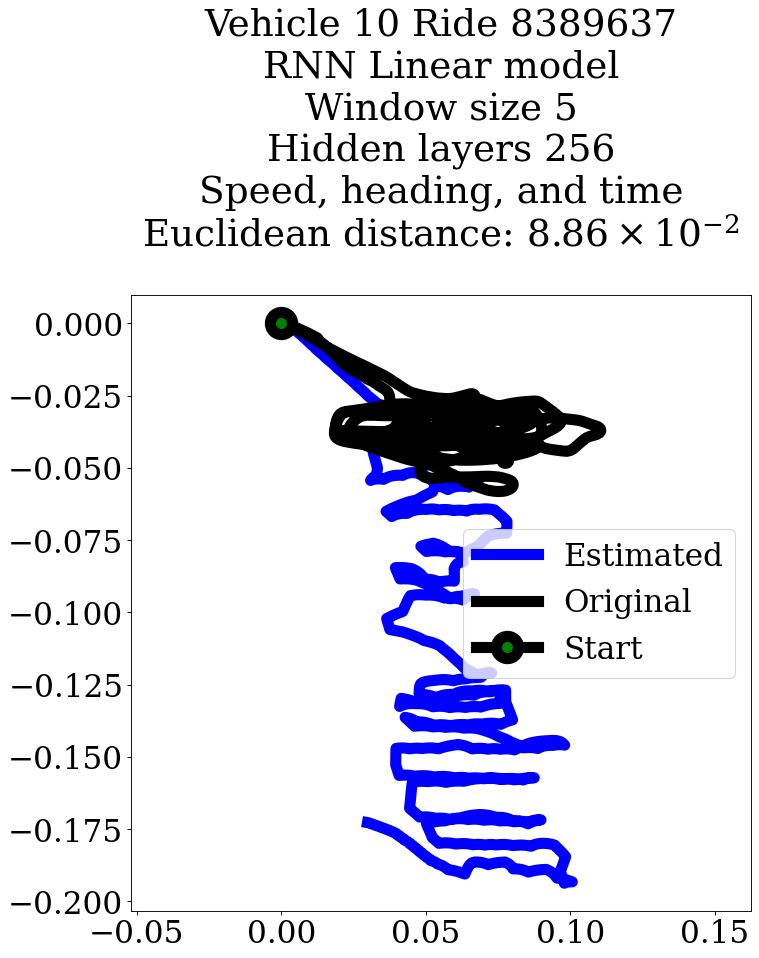 Vehicle 10 Ride 8389637
RNN Linear model
Window size 5
Hidden layers 256
Speed, heading, and time
Euclidean distance: 8.86 × 10⁻²
0.000
−0.025
−0.050
−0.075
−0.100
−0.125
−0.150
−0.175
−0.200
Estimated
Original
Start
−0.05 0.00 0.05 0.10 0.15